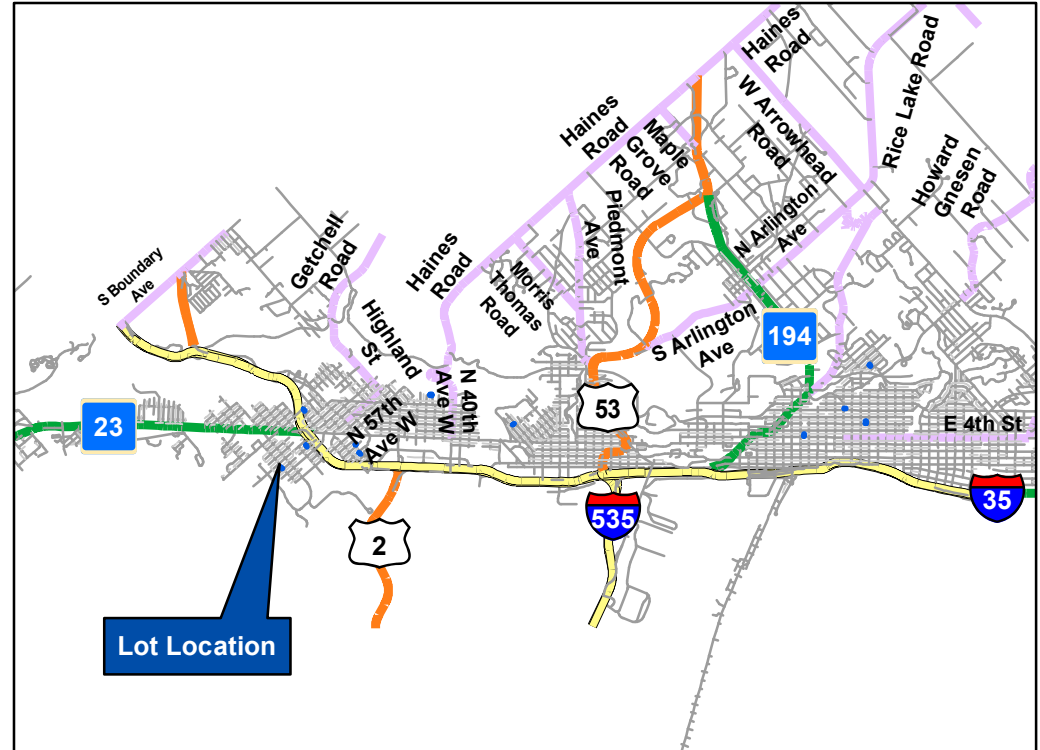 Haines
Road
Rice Lake Road
W Arrowhead
Road
Haines
Road
Maple
Grove
Road
Howard
Gnesen
Road
N Arlington
Ave
Piedmont
Ave
Getchell
Road
Haines
Road
Morris
Thomas
Road
S Boundary
Ave
Highland
St
S Arlington
Ave
194
N 40th
Ave W
53
23
N 57th
Ave W
E 4th St
35
535
2
Lot Location